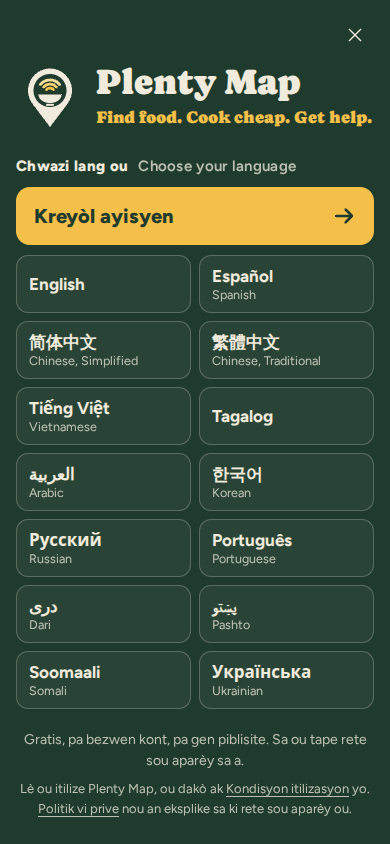 Plenty Map
Find food. Cook cheap. Get help.
Chwazi lang ou Choose your language
Kreyòl ayisyen
English
Español
Spanish
简体中文
Chinese, Simplified
繁體中文
Chinese, Traditional
Tiếng Việt
Vietnamese
Tagalog
العربية
Arabic
한국어
Korean
Русский
Russian
Português
Portuguese
دری
Dari
پښتو
Pashto
Soomaali
Somali
Українська
Ukrainian
Gratis, pa bezwen kont, pa gen piblisite. Sa ou tape rete
sou aparèy sa a.
Lè ou itilize Plenty Map, ou dakò ak Kondisyon itilizasyon yo.
Politik vi prive nou an eksplike sa ki rete sou aparèy ou.